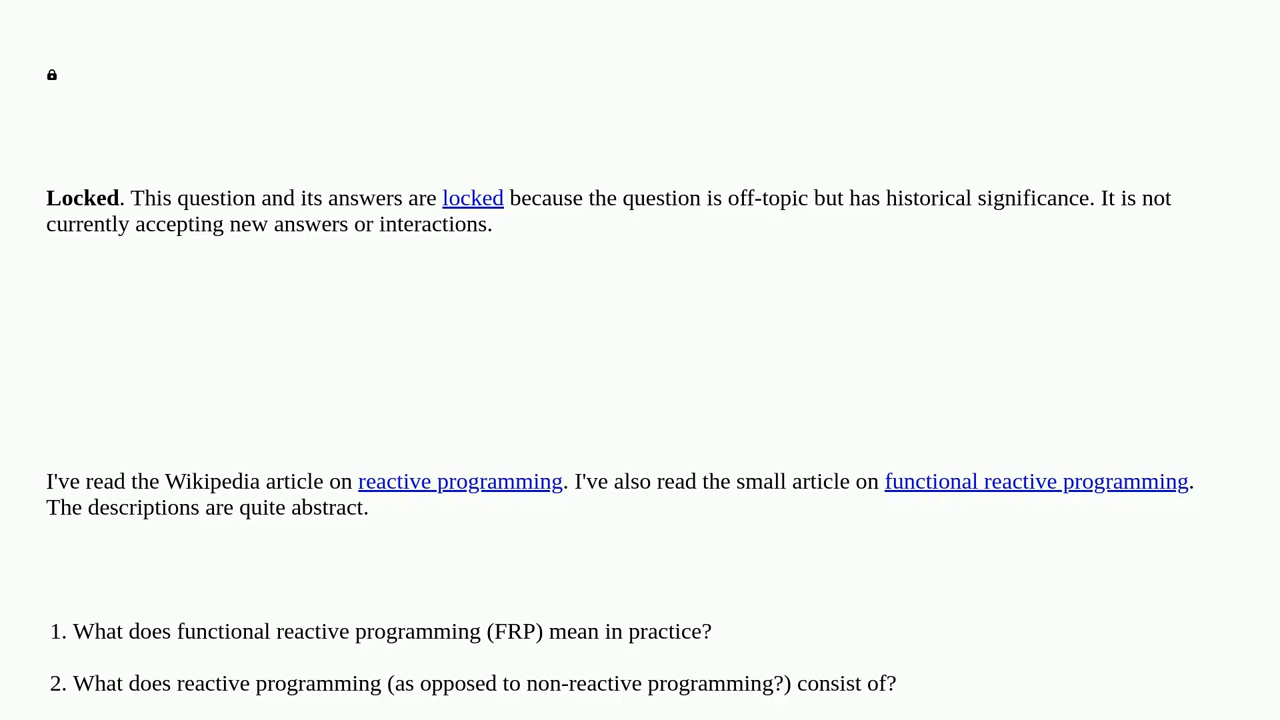 Locked. This question and its answers are locked because the question is off-topic but has historical significance. It is not
currently accepting new answers or interactions.
I've read the Wikipedia article on reactive programming. I've also read the small article on functional reactive programming.
The descriptions are quite abstract.
1. What does functional reactive programming (FRP) mean in practice?
2. What does reactive programming (as opposed to non-reactive programming?) consist of?